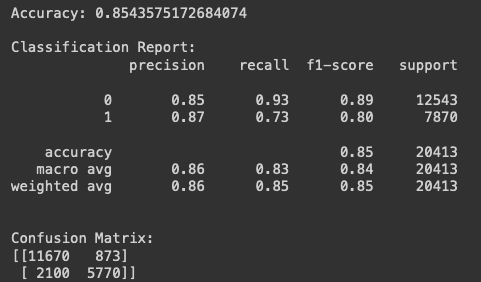 Accuracy: 0.8543575172684074
Classification Report:
precision recall f1-score support
0 0.85 0.93 0.89 12543
1 0.87 0.73 0.80 7870
accuracy 0.85 20413
macro avg 0.86 0.83 0.84 20413
weighted avg 0.86 0.85 0.85 20413
Confusion Matrix:
[[11670 873]
[ 2100 5770]]